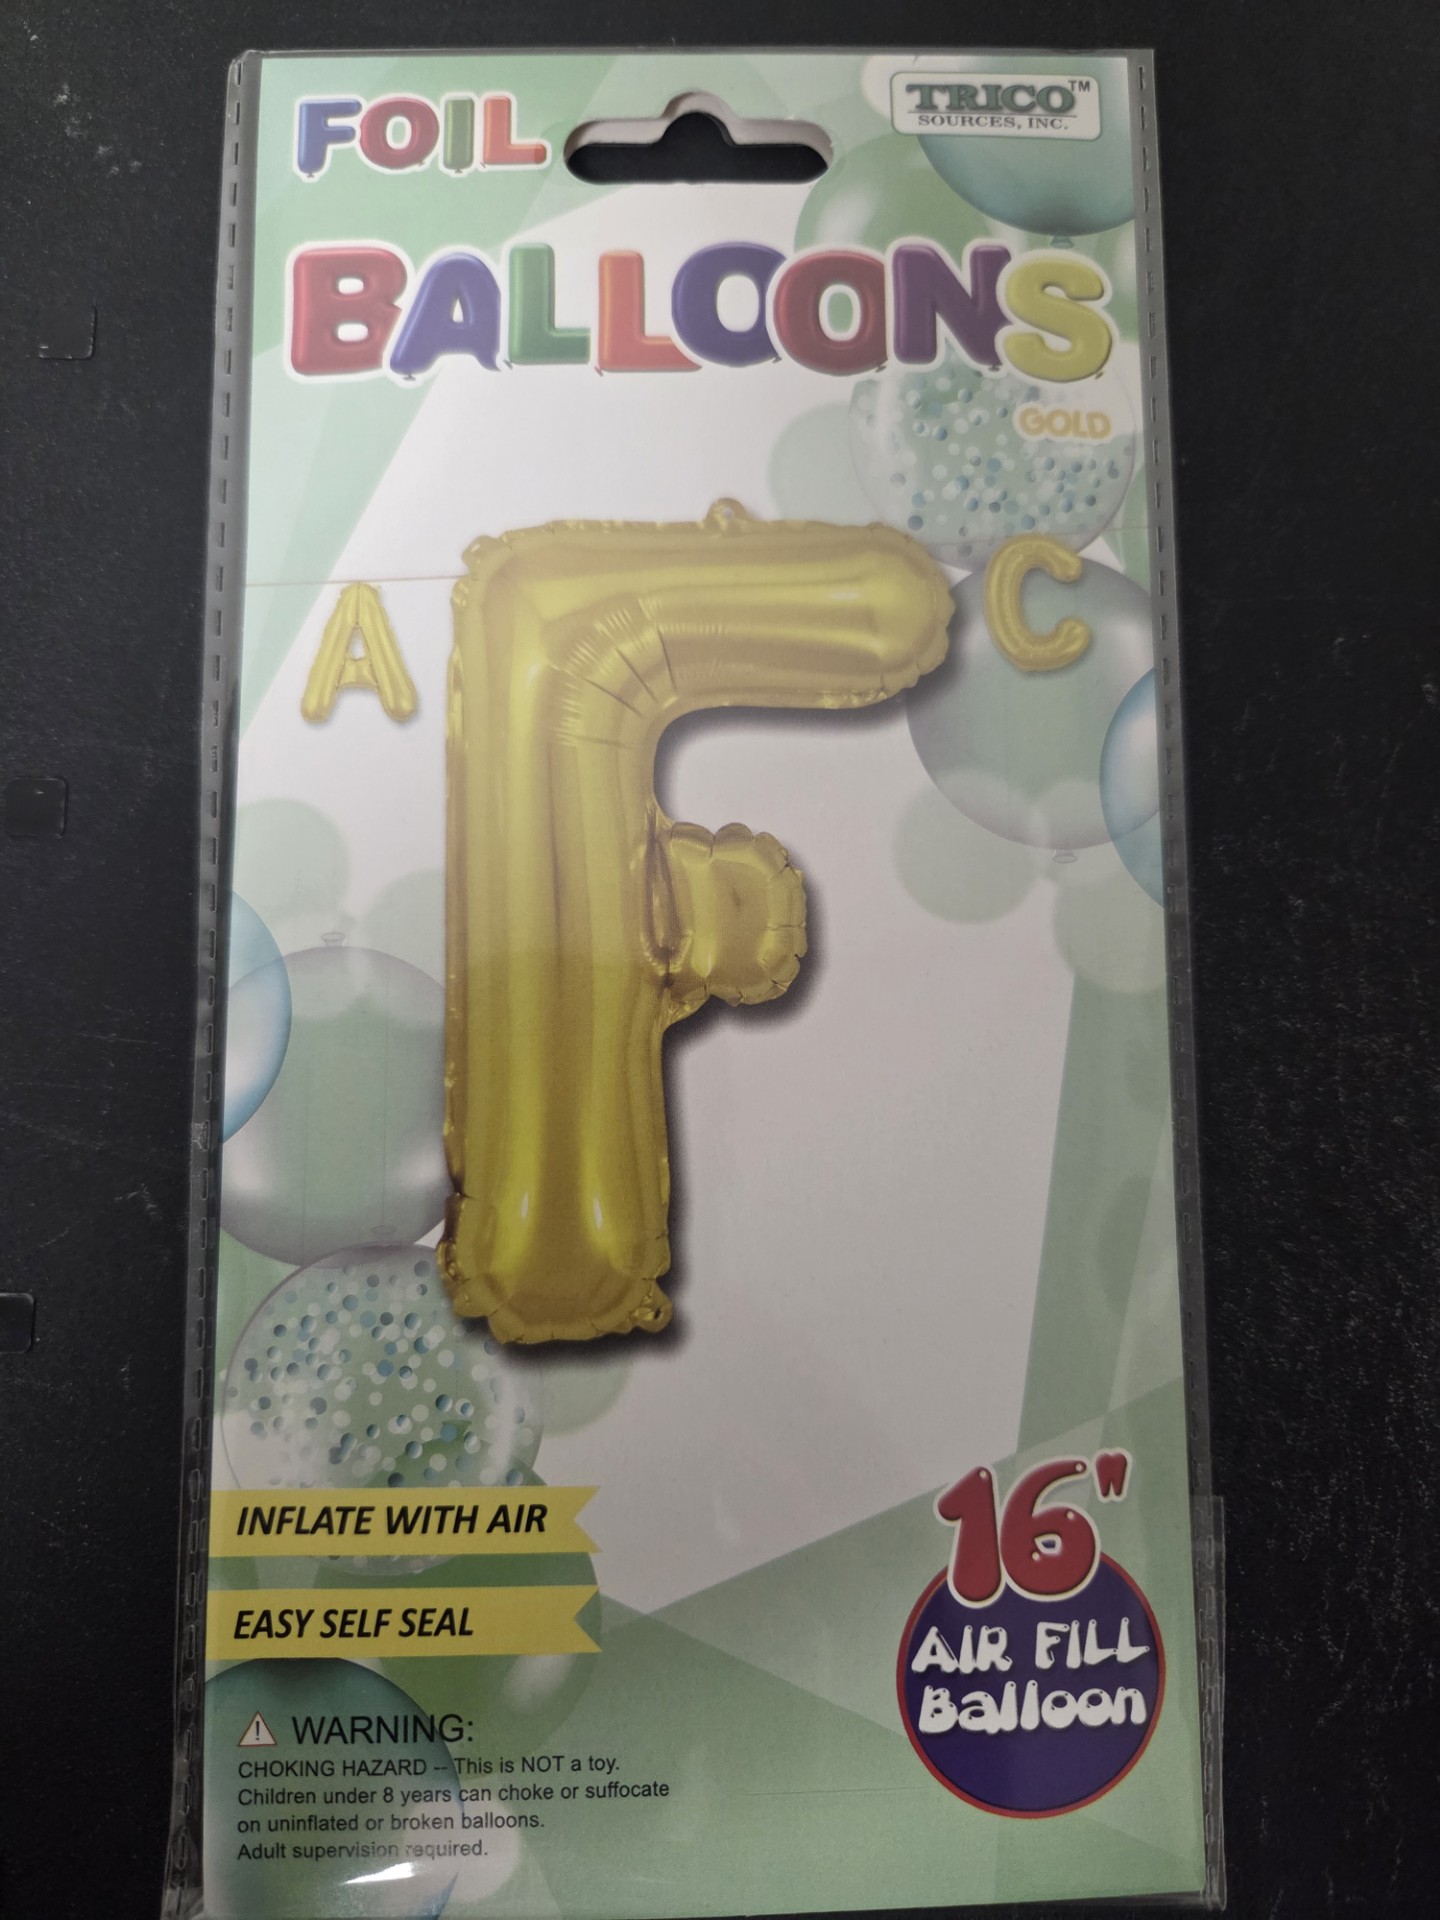 FOIL
TRICO™
SOURCES, INC.
BALLOONS
GOLD
A
F
C
INFLATE WITH AIR
EASY SELF SEAL
16"
AIR FILL
Balloon
WARNING:
CHOKING HAZARD -- This is NOT a toy.
Children under 8 years can choke or suffocate
on uninflated or broken balloons.
Adult supervision required.